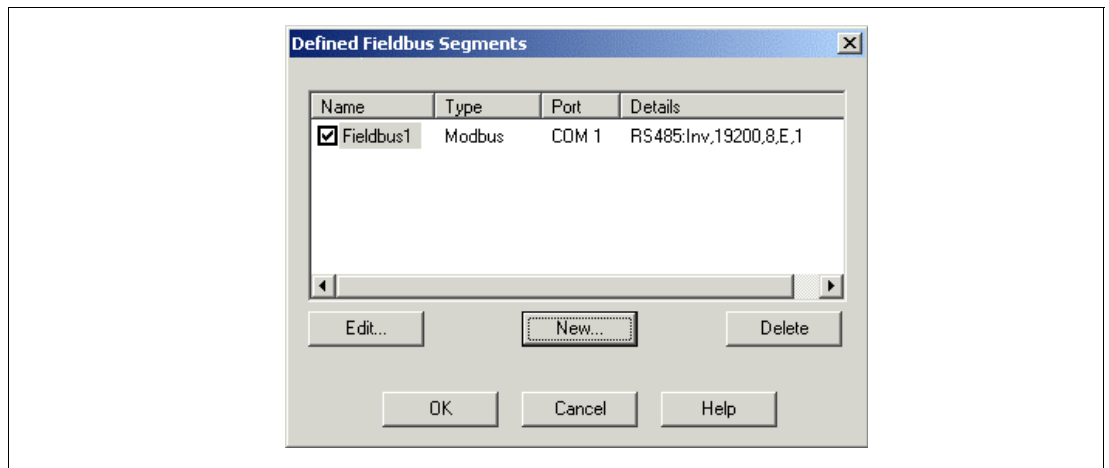 Defined Fieldbus Segments
Name Type Port Details
Fieldbus1 Modbus COM 1 RS485:Inv,19200,8,E,1
Edit... New... Delete
OK Cancel Help